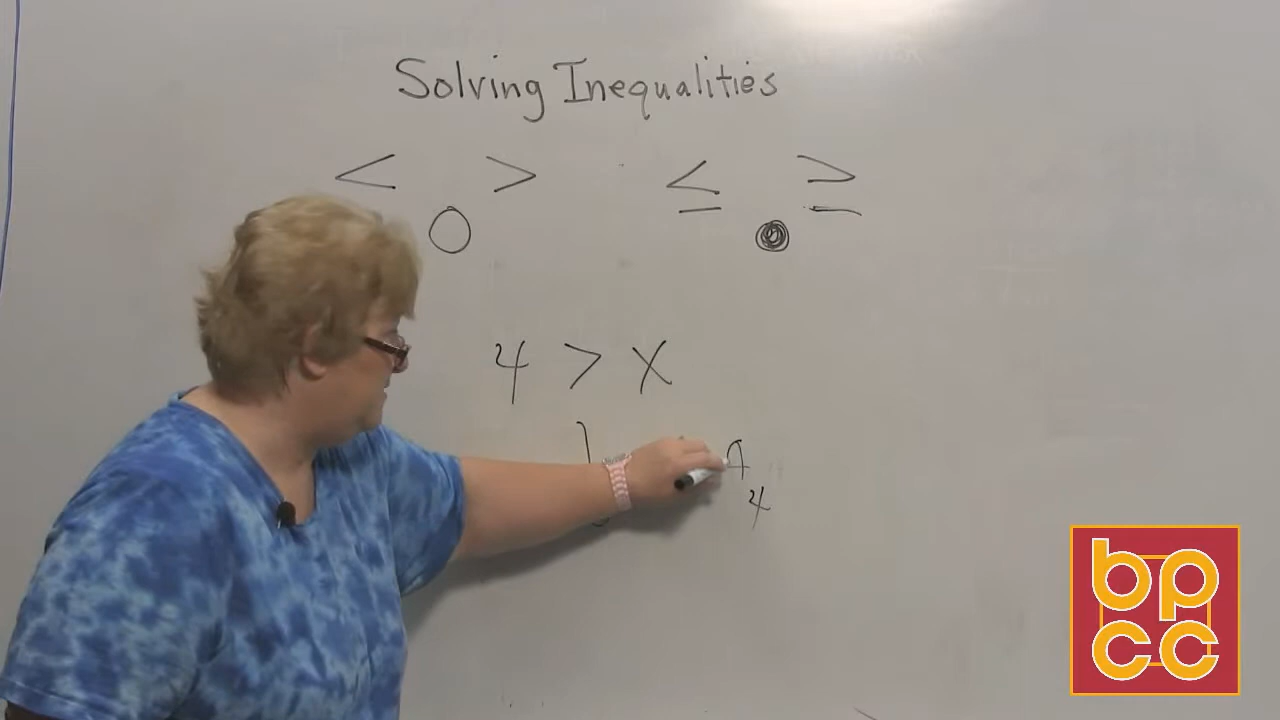 Solving Inequalities
< > ≤ ≥
4 > x
4
bp
cc